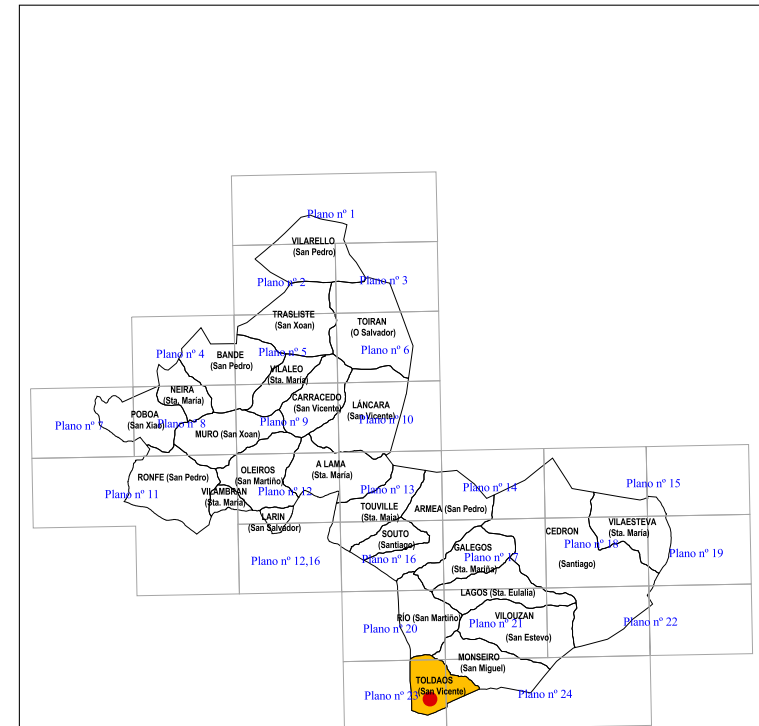 Plano nº 1
VILARELLO
(San Pedro)
Plano nº 2
Plano nº 3
TRASLISTE
(San Xoan)
TOIRAN
(O Salvador)
Plano nº 4
BANDE
(San Pedro)
Plano nº 5
Plano nº 6
VILALEO
(Sta. María)
NEIRA
(Sta. María)
CARRACEDO
(San Vicente)
LÁNCARA
(San Vicente)
POBOA
(San Xiao)
Plano nº 7
Plano nº 8
Plano nº 9
Plano nº 10
MURO (San Xoan)
A LAMA
(Sta. María)
RONFE (San Pedro)
OLEIROS
(San Martiño)
Plano nº 11
VILAMBRAN
(Sta. María)
Plano nº 12
Plano nº 13
Plano nº 14
Plano nº 15
LARIN
(San Salvador)
TOUVILLE
(Sta. Maia)
ARMEA (San Pedro)
VILAESTEVA
(Sta. María)
CEDRON
(Santiago)
SOUTO
(Santiago)
GALEGOS
(Sta. Mariña)
Plano nº 12,16
Plano nº 16
Plano nº 17
Plano nº 18
Plano nº 19
LAGOS (Sta. Eulalia)
RÍO (San Martiño)
VILOUZAN
(San Estevo)
Plano nº 20
Plano nº 21
Plano nº 22
MONSEIRO
(San Miguel)
TOLDAOS
(San Vicente)
Plano nº 23
Plano nº 24